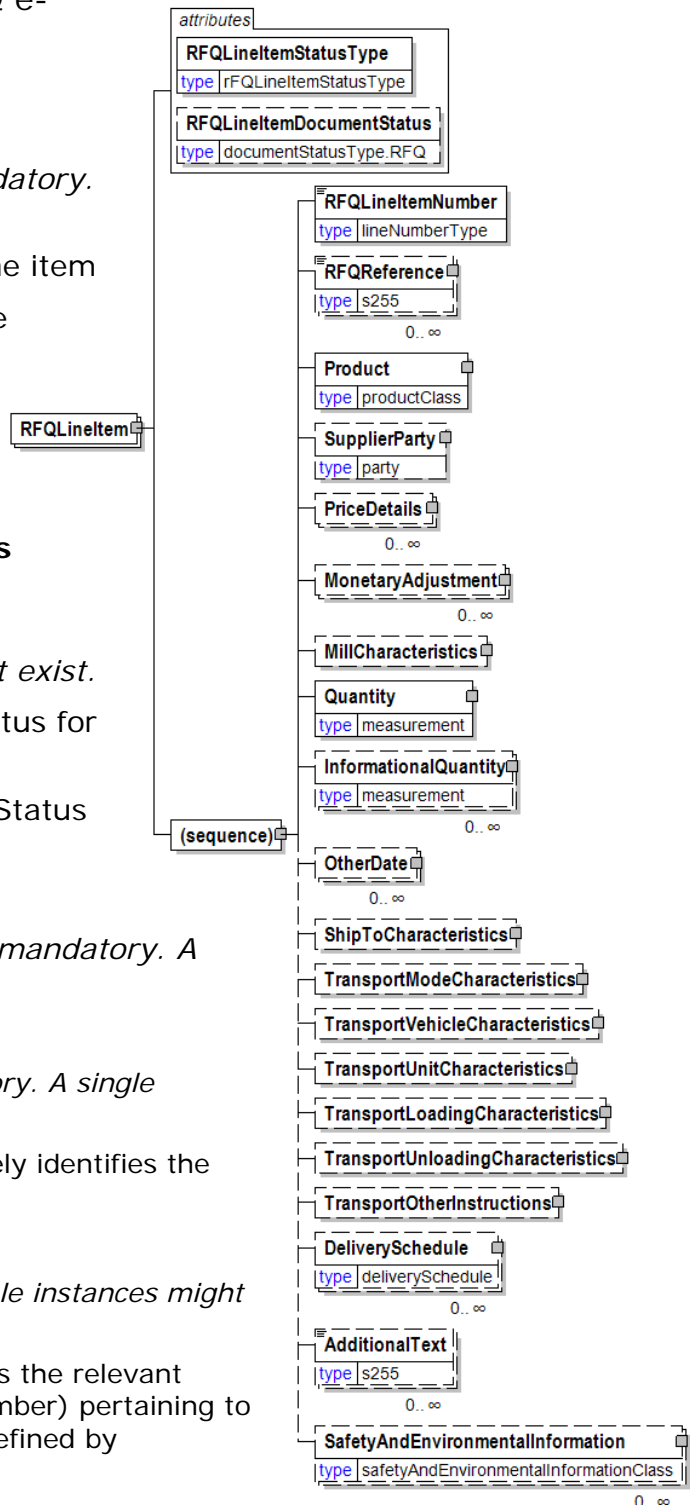 e-
datory.
ne item
e
s
t exist.
tus for
Status
mandatory. A
ory. A single
ely identifies the
le instances might
s the relevant
mber) pertaining to
efined by
RFQLineItem
attributes
RFQLineItemStatusType
type rFQLineItemStatusType
RFQLineItemDocumentStatus
type documentStatusType.RFQ
(sequence)
RFQLineItemNumber
type lineNumberType
RFQReference
type s255
0..∞
Product
type productClass
SupplierParty
type party
PriceDetails
0..∞
MonetaryAdjustment
0..∞
MillCharacteristics
Quantity
type measurement
InformationalQuantity
type measurement
0..∞
OtherDate
0..∞
ShipToCharacteristics
TransportModeCharacteristics
TransportVehicleCharacteristics
TransportUnitCharacteristics
TransportLoadingCharacteristics
TransportUnloadingCharacteristics
TransportOtherInstructions
DeliverySchedule
type deliverySchedule
0..∞
AdditionalText
type s255
0..∞
SafetyAndEnvironmentalInformation
type safetyAndEnvironmentalInformationClass
0..∞